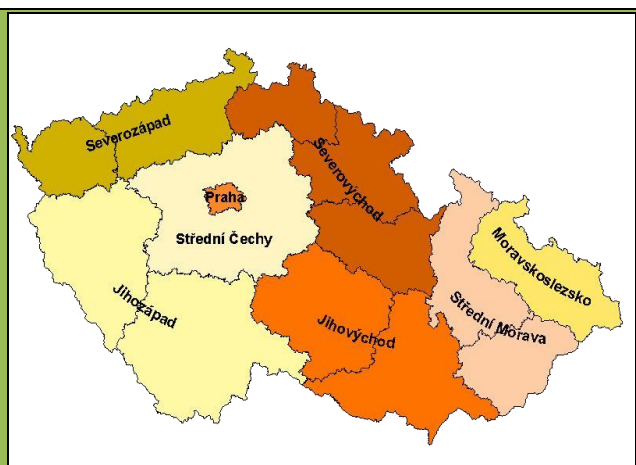 Severozápad
Severovýchod
Praha
Střední Čechy
Moravskoslezsko
Jihozápad
Jihovýchod
Střední Morava